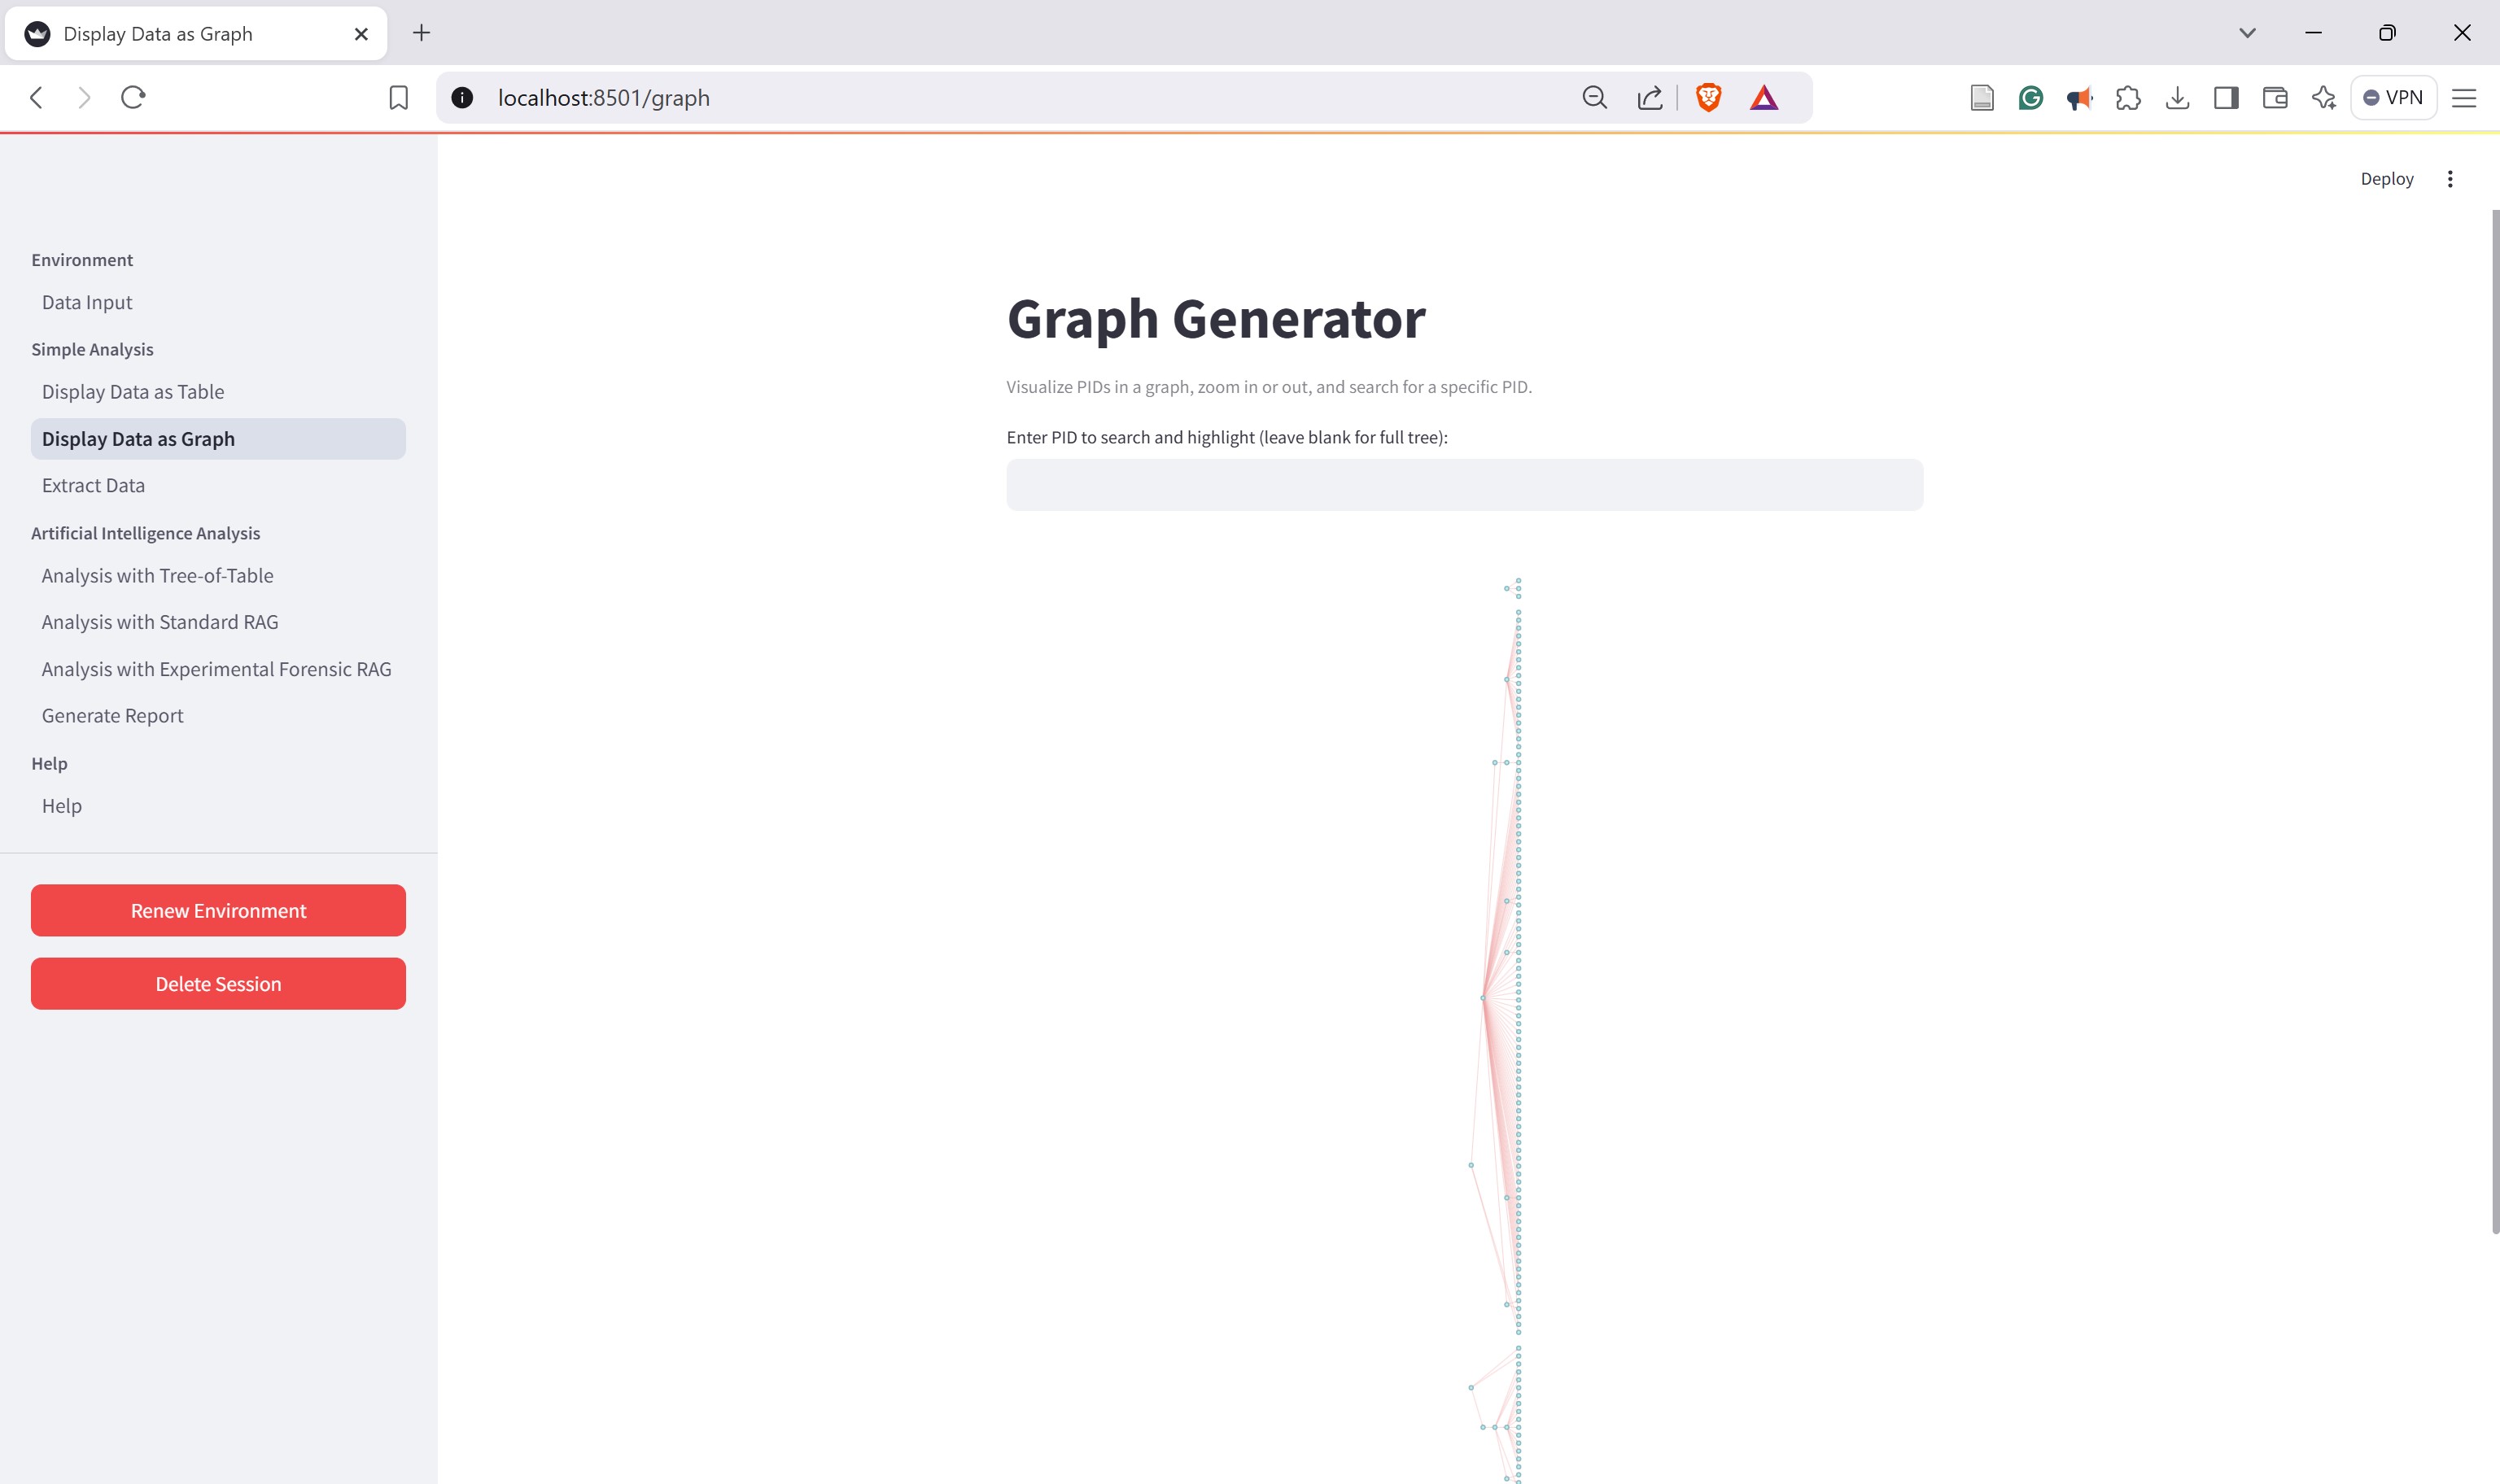 Display Data as Graph
localhost:8501/graph
VPN
Deploy
Environment
Data Input
Simple Analysis
Display Data as Table
Display Data as Graph
Extract Data
Artificial Intelligence Analysis
Analysis with Tree-of-Table
Analysis with Standard RAG
Analysis with Experimental Forensic RAG
Generate Report
Help
Help
Renew Environment
Delete Session
Graph Generator
Visualize PIDs in a graph, zoom in or out, and search for a specific PID.
Enter PID to search and highlight (leave blank for full tree):